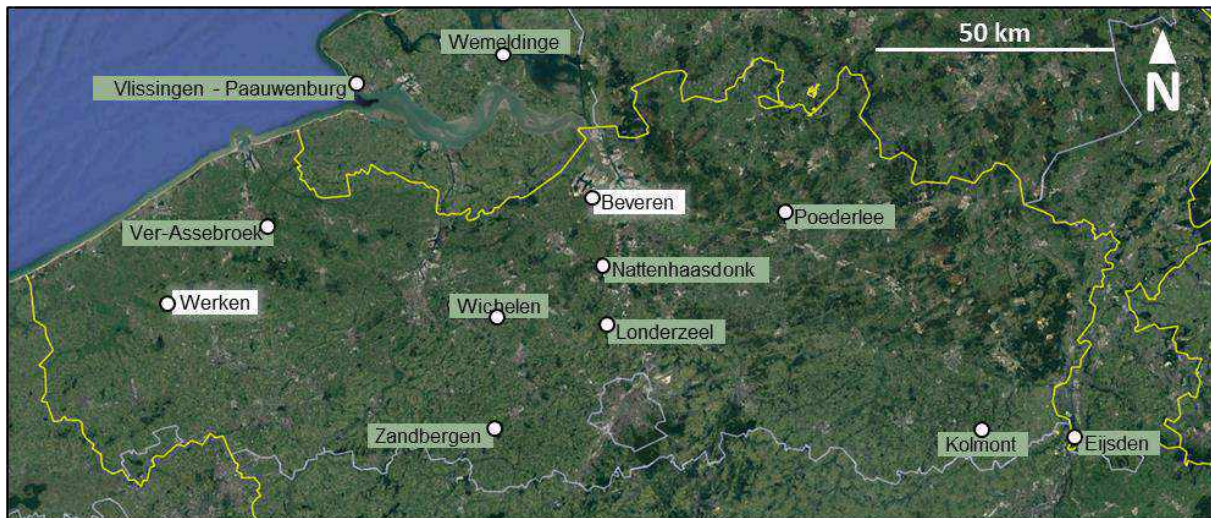 Wemeldinge
50 km
N
Vlissingen - Paauwenburg
Beveren
Poederlee
Ver-Assebroek
Nattenhaasdonk
Werken
Wichelen
Londerzeel
Zandbergen
Kolmont
Eijsden